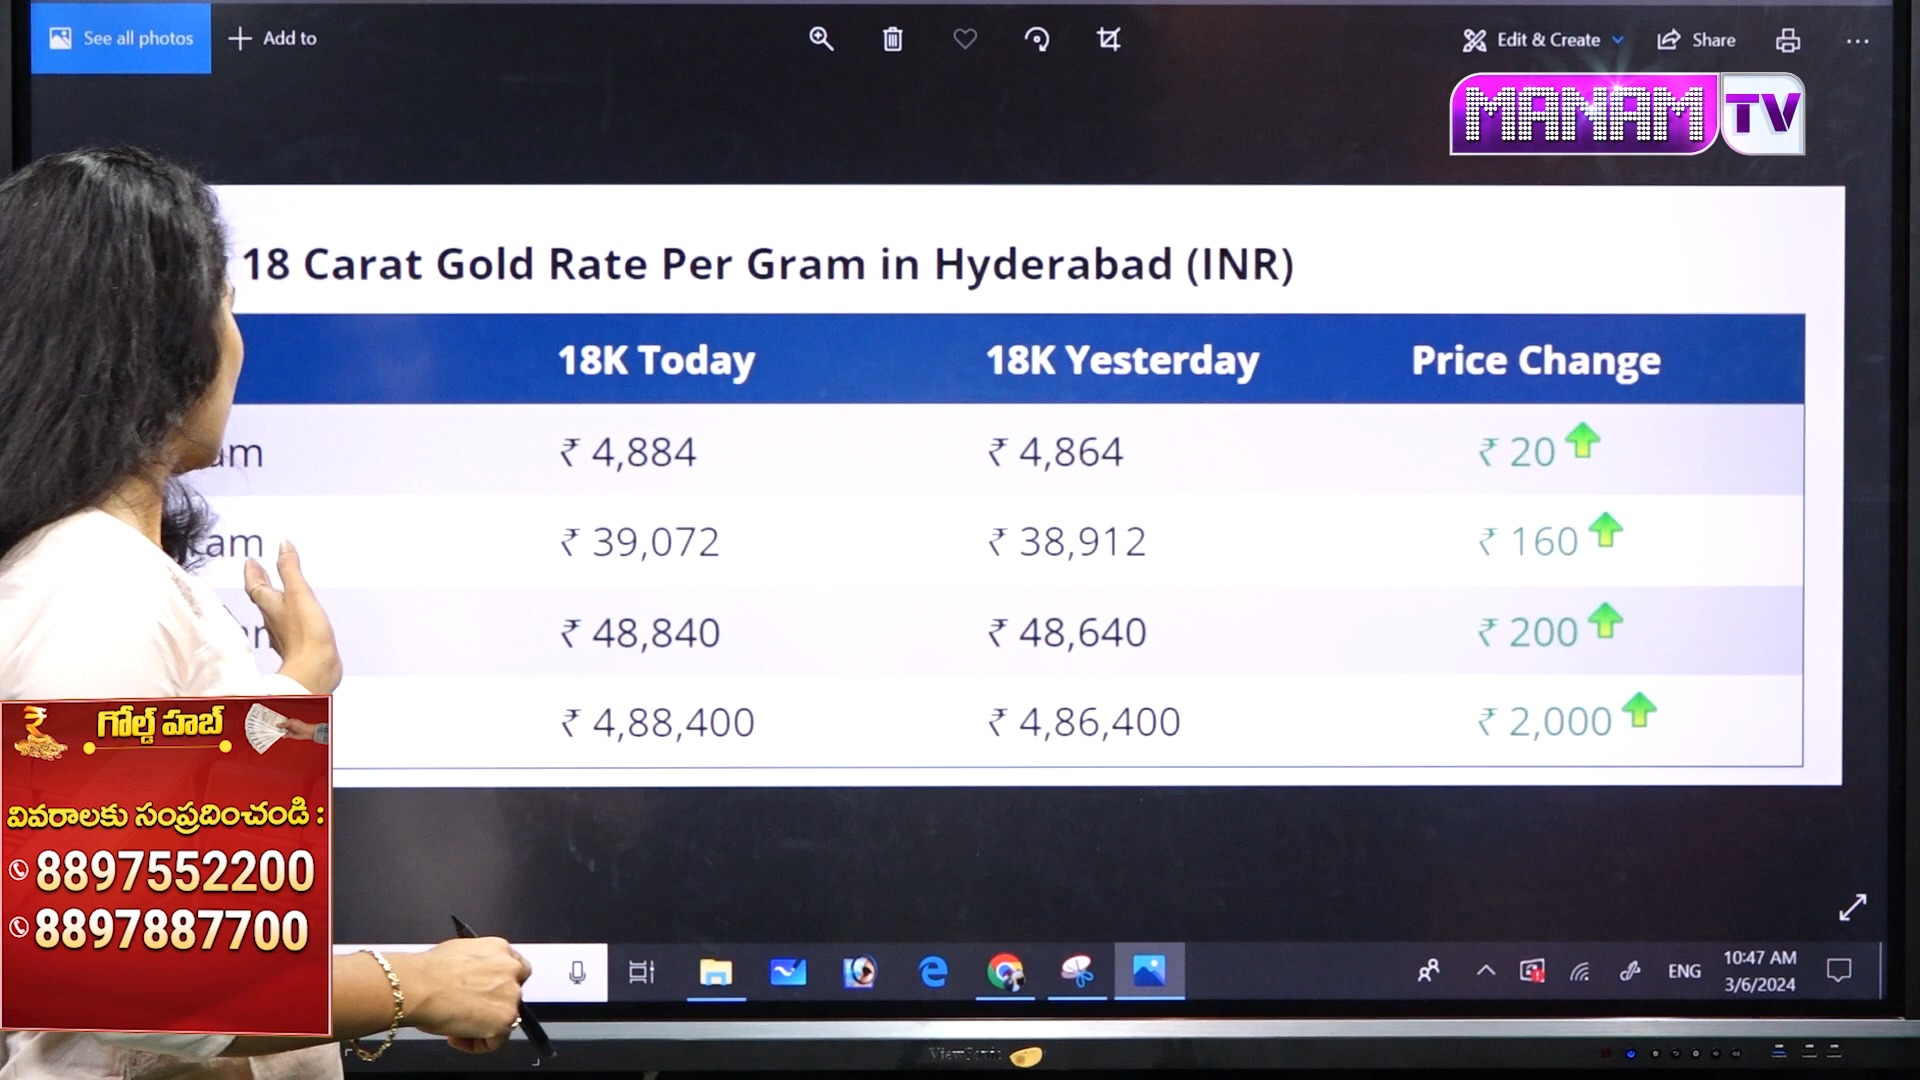 See all photos
Add to
Edit & Create
Share
MANAM TV
18 Carat Gold Rate Per Gram in Hyderabad (INR)
18K Today 18K Yesterday Price Change
₹ 4,884 ₹ 4,864 ₹ 20
₹ 39,072 ₹ 38,912 ₹ 160
₹ 48,840 ₹ 48,640 ₹ 200
₹ 4,88,400 ₹ 4,86,400 ₹ 2,000
గోల్డ్ హబ్
వివరాలకు సంప్రదించండి :
8897552200
8897887700
ENG
10:47 AM
3/6/2024
ViewSonic